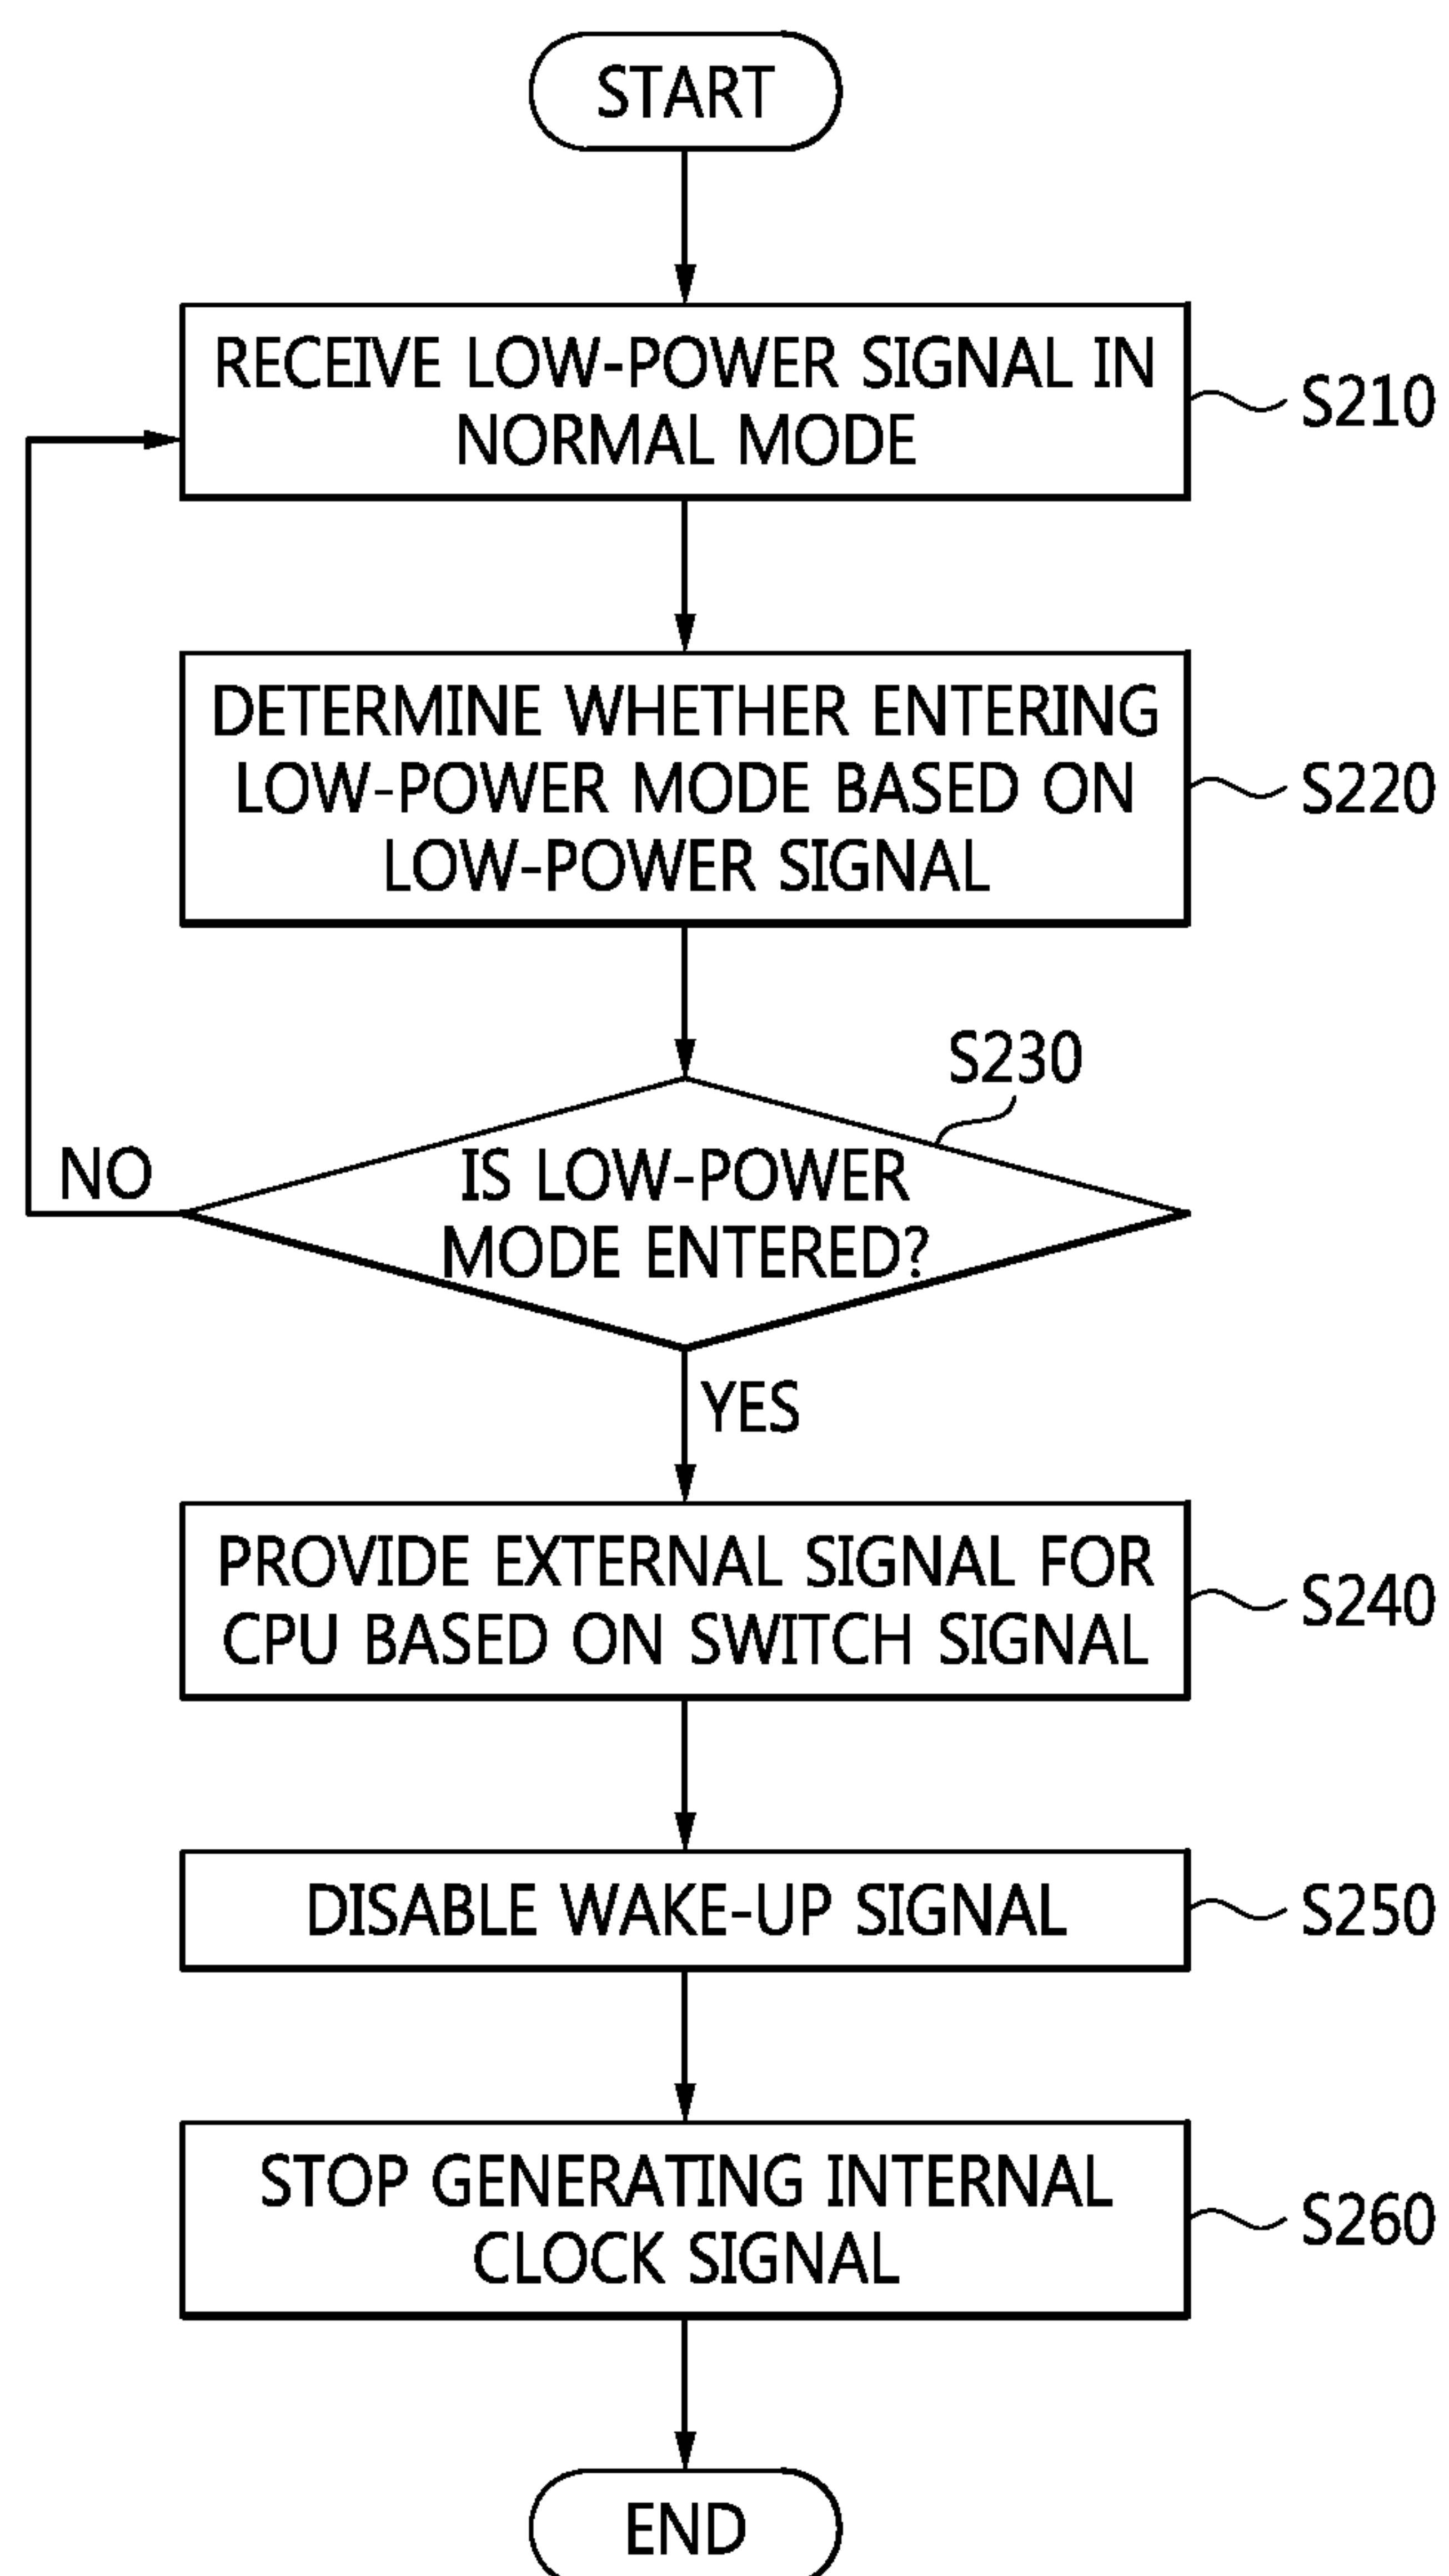 START
RECEIVE LOW-POWER SIGNAL IN
NORMAL MODE
S210
DETERMINE WHETHER ENTERING
LOW-POWER MODE BASED ON
LOW-POWER SIGNAL
S220
S230
IS LOW-POWER
MODE ENTERED?
NO
YES
PROVIDE EXTERNAL SIGNAL FOR
CPU BASED ON SWITCH SIGNAL
S240
DISABLE WAKE-UP SIGNAL
S250
STOP GENERATING INTERNAL
CLOCK SIGNAL
S260
END